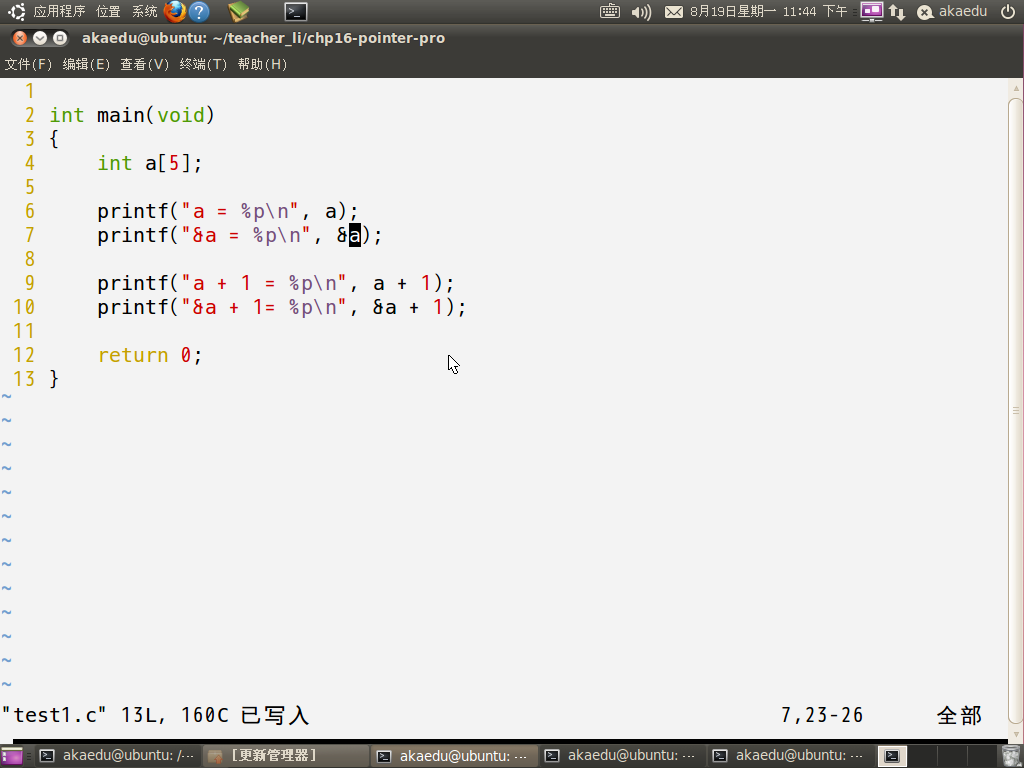 应用程序 位置 系统 8月19日星期一 11:44 下午 akaedu
akaedu@ubuntu: ~/teacher_li/chp16-pointer-pro
文件(F) 编辑(E) 查看(V) 终端(T) 帮助(H)
1
2 int main(void)
3 {
4 int a[5];
5
6 printf("a = %p\n", a);
7 printf("&a = %p\n", &a);
8
9 printf("a + 1 = %p\n", a + 1);
10 printf("&a + 1= %p\n", &a + 1);
11
12 return 0;
13 }
~
~
~
~
~
~
~
~
~
~
~
~
~
"test1.c" 13L, 160C 已写入 7,23-26 全部
akaedu@ubuntu: /··· [更新管理器] akaedu@ubuntu: ··· akaedu@ubuntu: ··· akaedu@ubuntu: ···